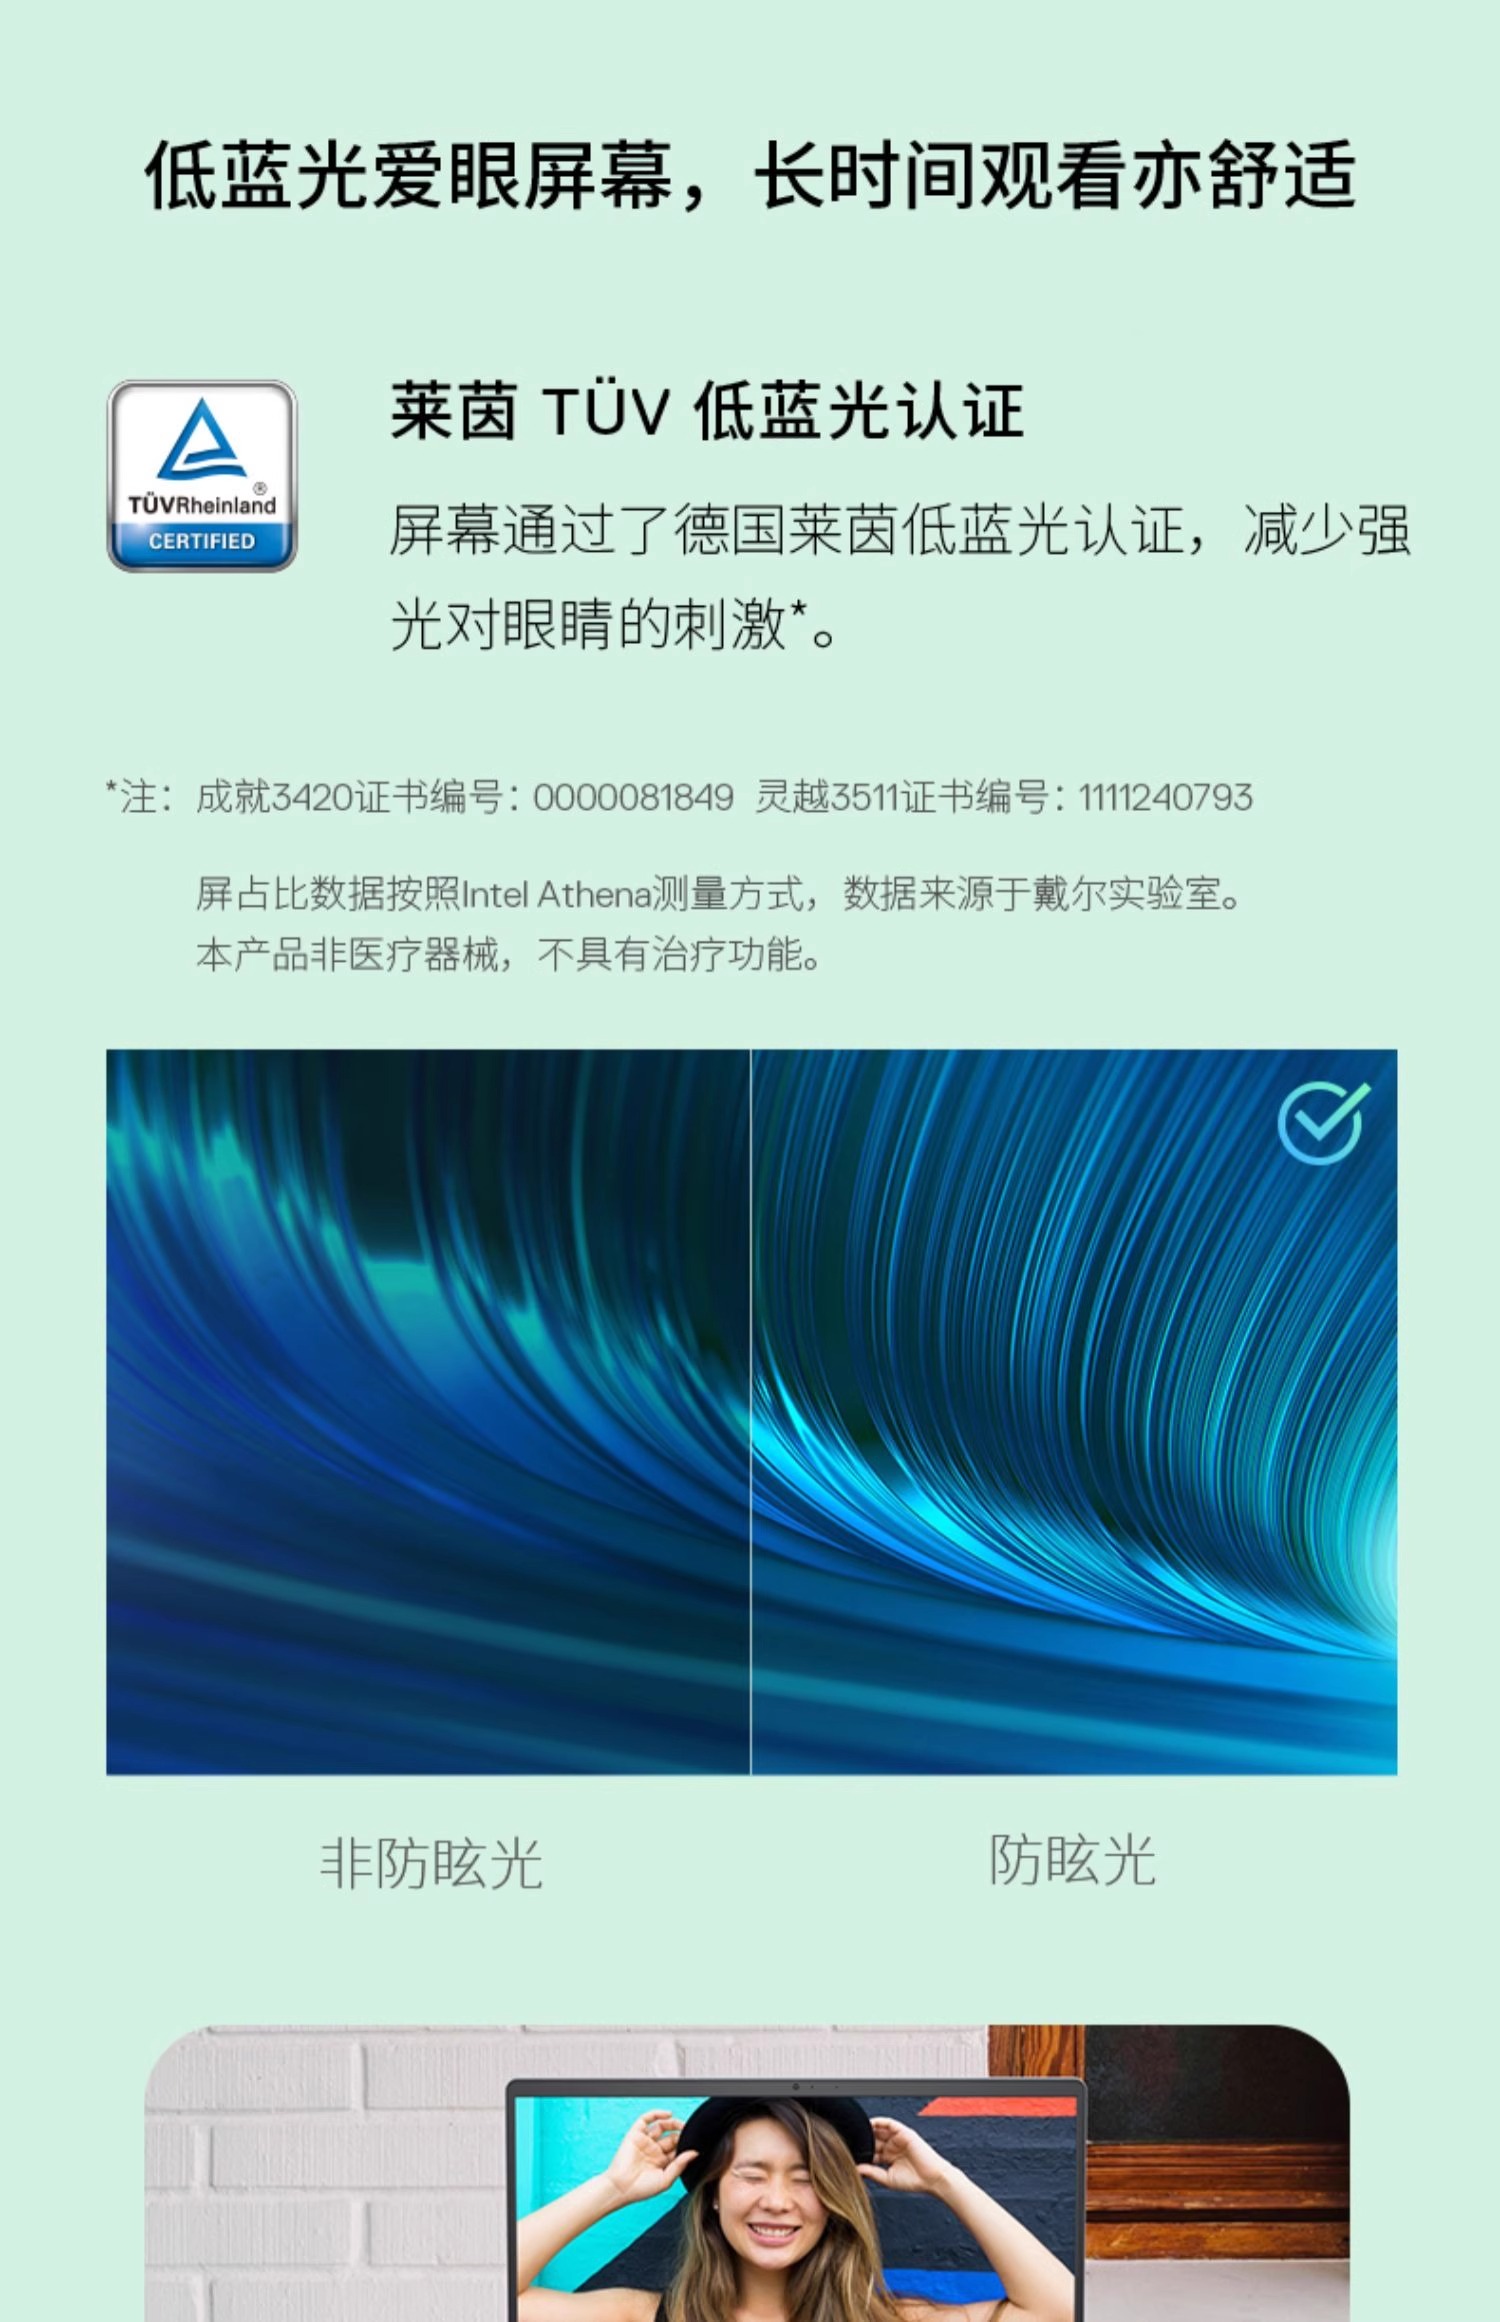 低蓝光爱眼屏幕，长时间观看亦舒适
莱茵 TÜV 低蓝光认证
TÜVRheinland®
CERTIFIED
屏幕通过了德国莱茵低蓝光认证，减少强
光对眼睛的刺激*。
*注：成就3420证书编号：0000081849 灵越3511证书编号：1111240793
屏占比数据按照Intel Athena测量方式，数据来源于戴尔实验室。
本产品非医疗器械，不具有治疗功能。
非防眩光
防眩光